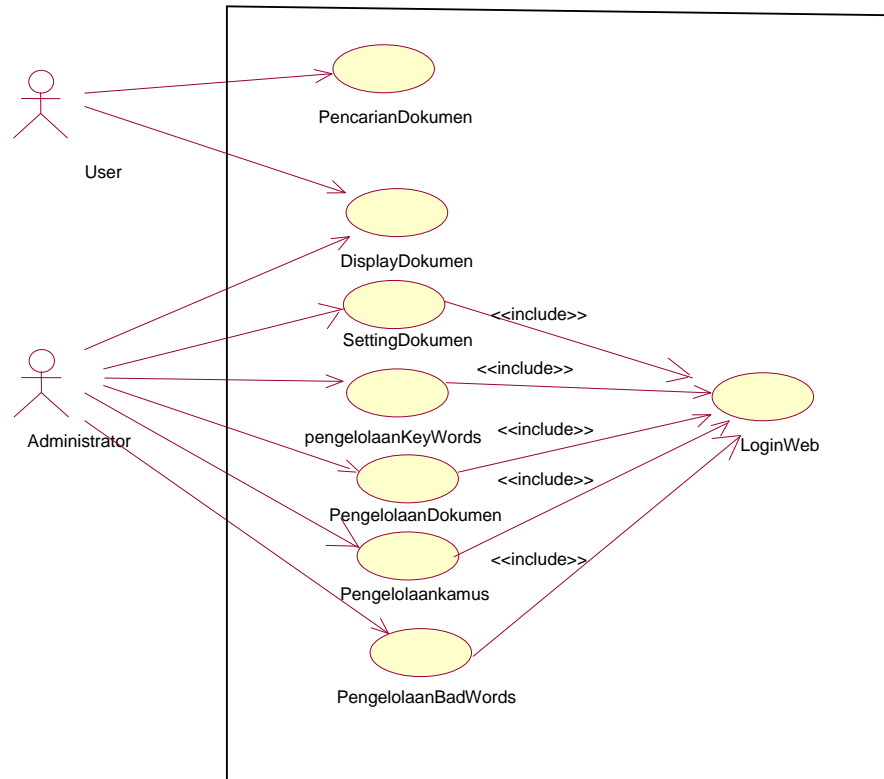 PencarianDokumen
User
DisplayDokumen
<<include>>
SettingDokumen
<<include>>
Administrator
pengelolaanKeyWords
<<include>>
LoginWeb
<<include>>
PengelolaanDokumen
<<include>>
Pengelolaankamus
PengelolaanBadWords